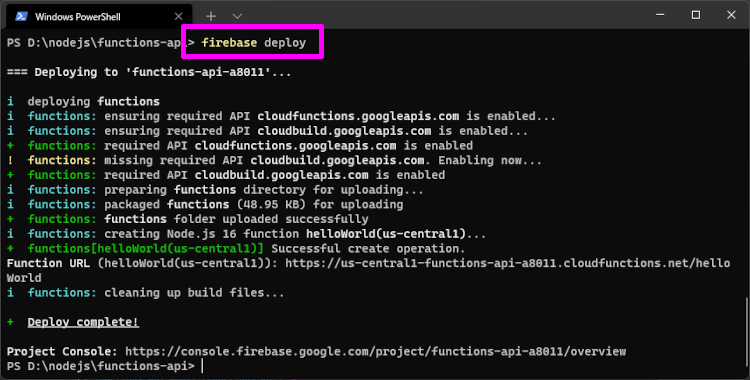 Windows PowerShell
PS D:\nodejs\functions-api> firebase deploy
=== Deploying to 'functions-api-a8011'...
i  deploying functions
i  functions: ensuring required API cloudfunctions.googleapis.com is enabled...
i  functions: ensuring required API cloudbuild.googleapis.com is enabled...
+  functions: required API cloudfunctions.googleapis.com is enabled
!  functions: missing required API cloudbuild.googleapis.com. Enabling now...
+  functions: required API cloudbuild.googleapis.com is enabled
i  functions: preparing functions directory for uploading...
i  functions: packaged functions (48.95 KB) for uploading
+  functions: functions folder uploaded successfully
i  functions: creating Node.js 16 function helloWorld(us-central1)...
+  functions[helloWorld(us-central1)] Successful create operation.
Function URL (helloWorld(us-central1)): https://us-central1-functions-api-a8011.cloudfunctions.net/hello
World
i  functions: cleaning up build files...
+  Deploy complete!
Project Console: https://console.firebase.google.com/project/functions-api-a8011/overview
PS D:\nodejs\functions-api>